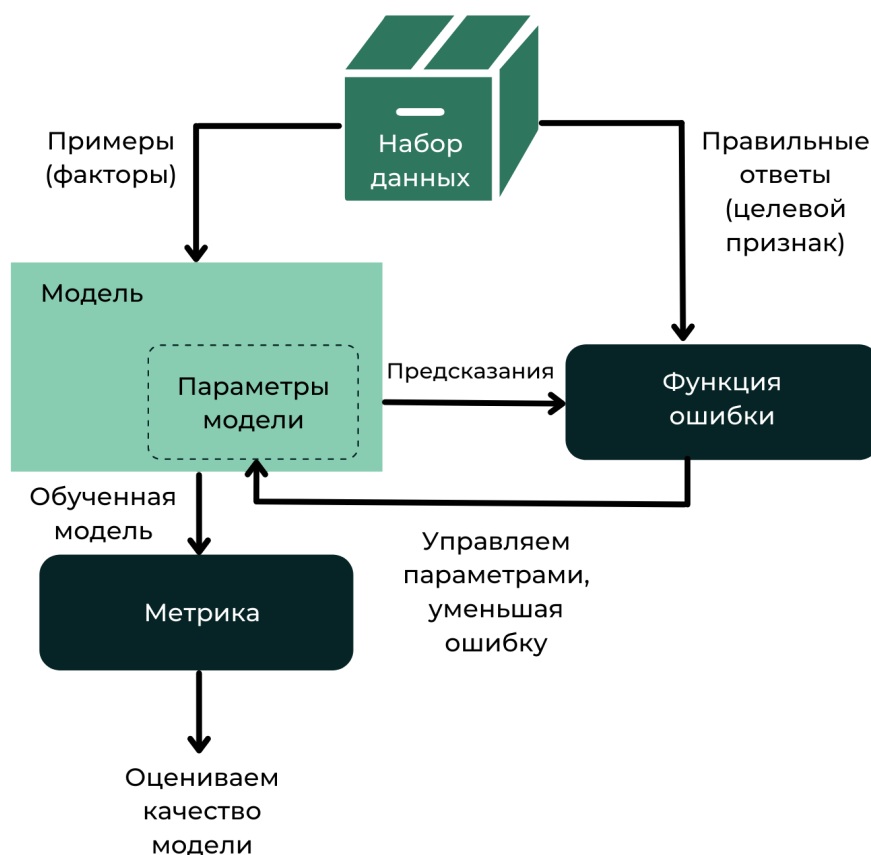 Набор
данных
Примеры
(факторы)
Правильные
ответы
(целевой
признак)
Модель
Параметры
модели
Предсказания
Функция
ошибки
Обученная
модель
Управляем
параметрами,
уменьшая
ошибку
Метрика
Оцениваем
качество
модели